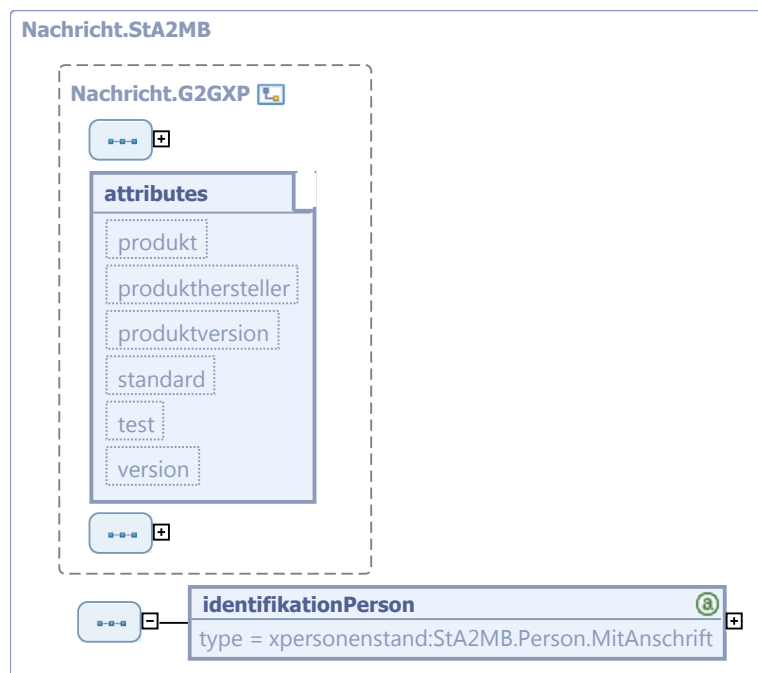 Nachricht.StA2MB
Nachricht.G2GXP
attributes
produkt
produkthersteller
produktversion
standard
test
version
identifikationPerson a
type = xpersonenstand:StA2MB.Person.MitAnschrift